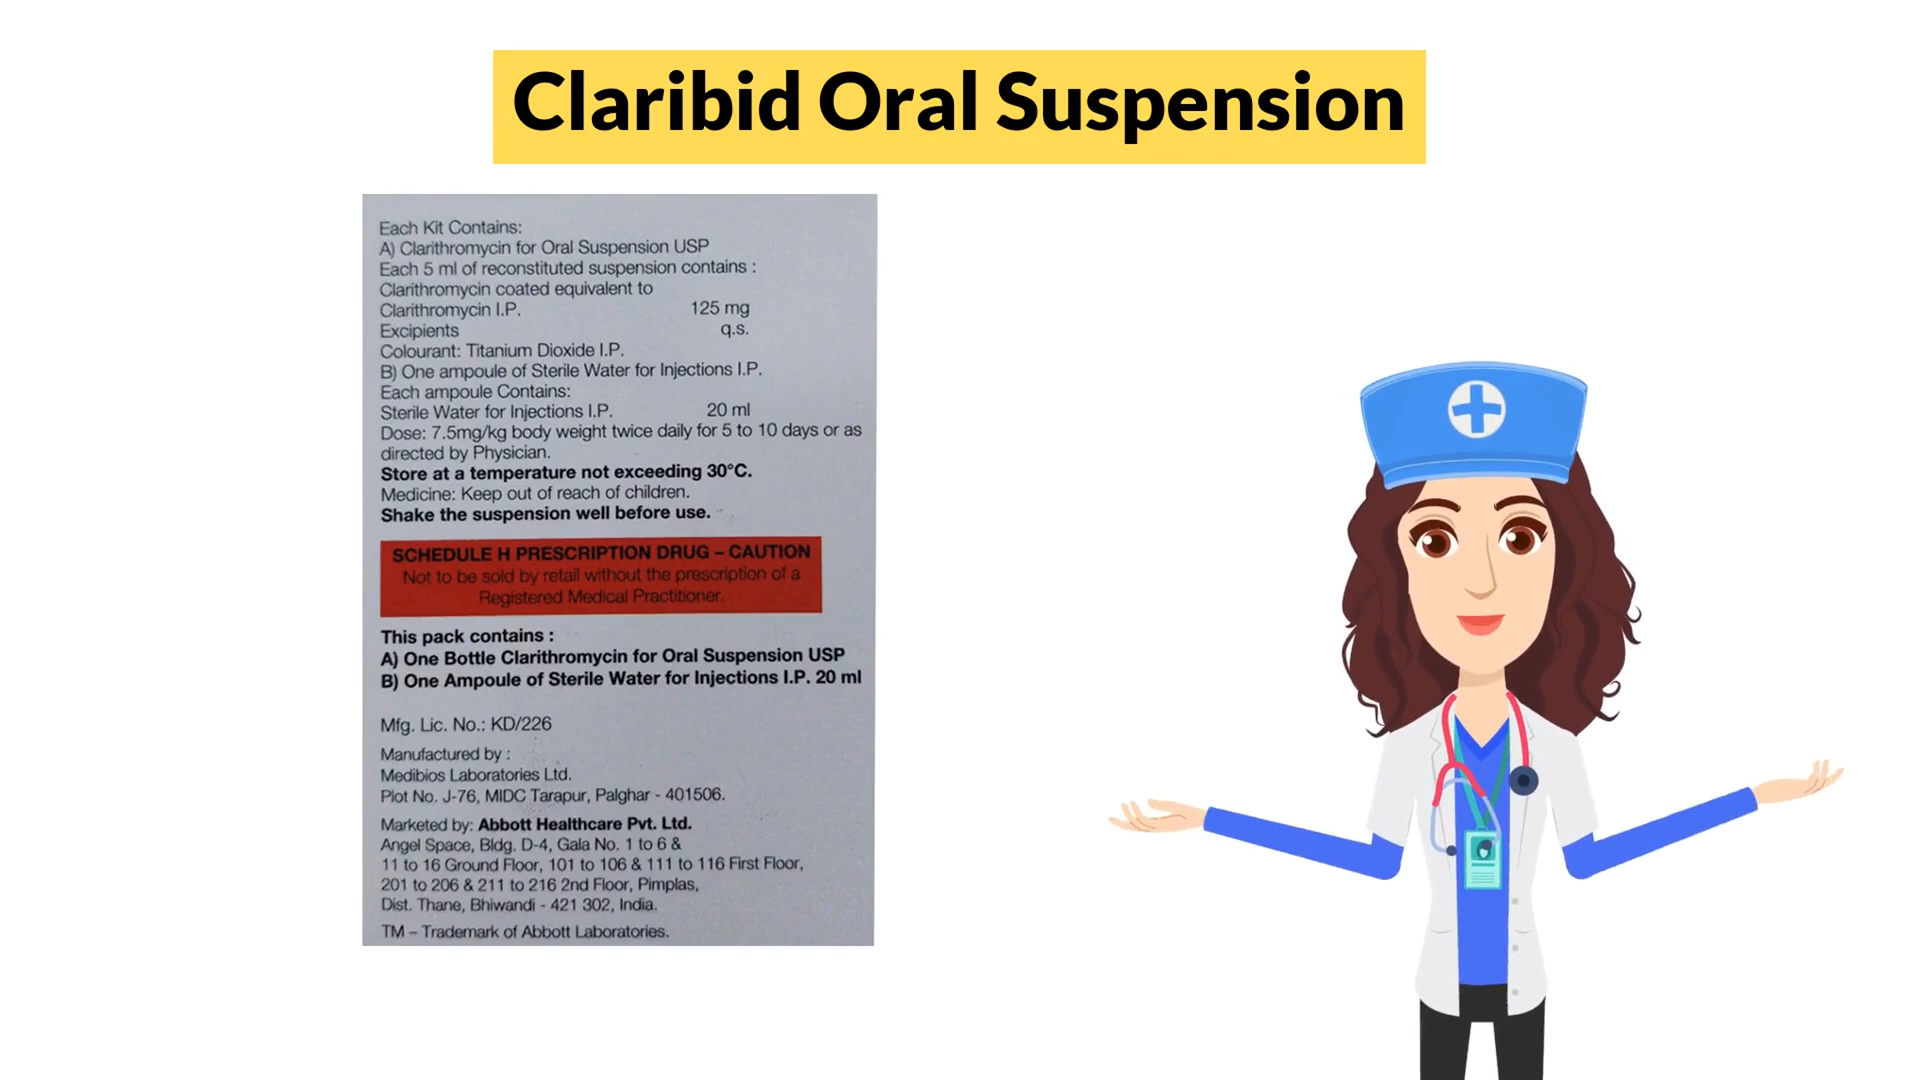 Claribid Oral Suspension
Each Kit Contains:
A) Clarithromycin for Oral Suspension USP
Each 5 ml of reconstituted suspension contains :
Clarithromycin coated equivalent to
Clarithromycin I.P. 125 mg
Excipients q.s.
Colourant: Titanium Dioxide I.P.
B) One ampoule of Sterile Water for Injections I.P.
Each ampoule Contains:
Sterile Water for Injections I.P. 20 ml
Dose: 7.5mg/kg body weight twice daily for 5 to 10 days or as
directed by Physician.
Store at a temperature not exceeding 30°C.
Medicine: Keep out of reach of children.
Shake the suspension well before use.
SCHEDULE H PRESCRIPTION DRUG – CAUTION
Not to be sold by retail without the prescription of a
Registered Medical Practitioner.
This pack contains :
A) One Bottle Clarithromycin for Oral Suspension USP
B) One Ampoule of Sterile Water for Injections I.P. 20 ml
Mfg. Lic. No.: KD/226
Manufactured by :
Medibios Laboratories Ltd.
Plot No. J-76, MIDC Tarapur, Palghar - 401506.
Marketed by: Abbott Healthcare Pvt. Ltd.
Angel Space, Bldg. D-4, Gala No. 1 to 6 &
11 to 16 Ground Floor, 101 to 106 & 111 to 116 First Floor,
201 to 206 & 211 to 216 2nd Floor, Pimplas,
Dist. Thane, Bhiwandi - 421 302, India.
TM – Trademark of Abbott Laboratories.